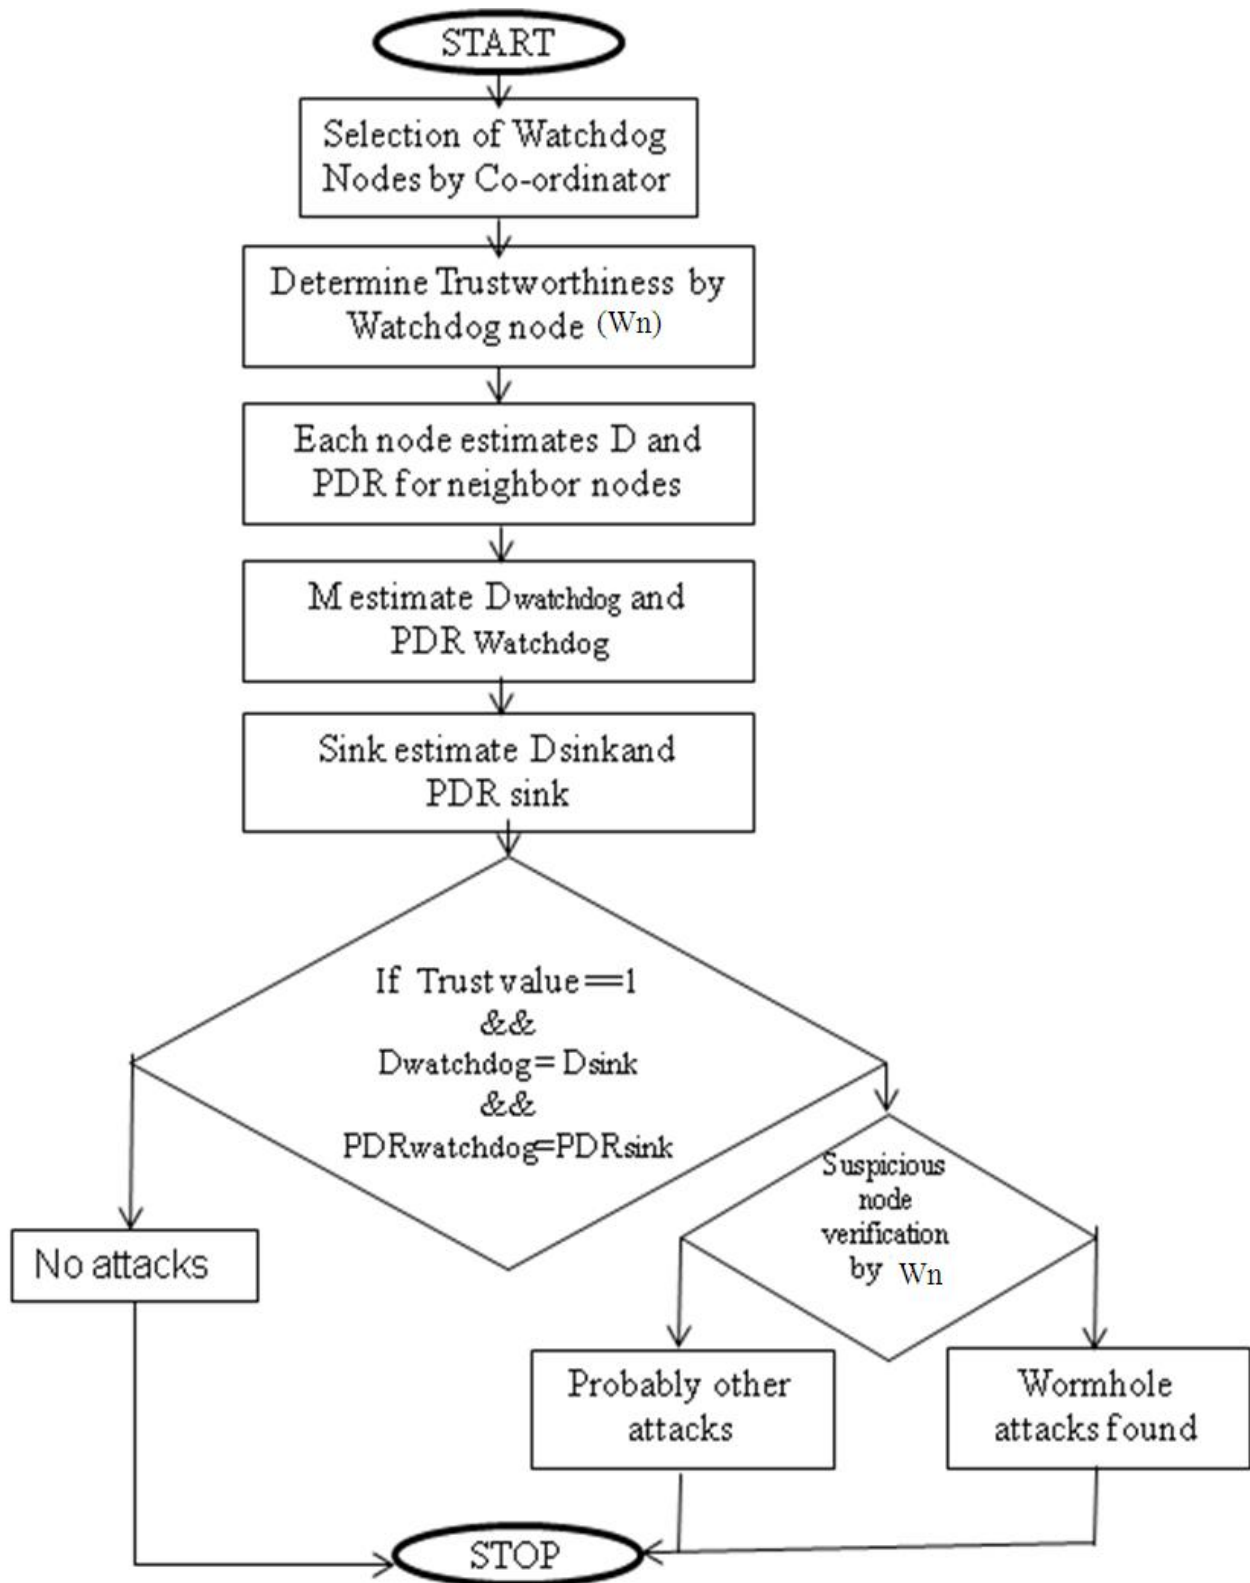 START
Selection of Watchdog
Nodes by Co-ordinator
Determine Trustworthiness by
Watchdog node (Wn)
Each node estimates D and
PDR for neighbor nodes
M estimate Dwatchdog and
PDR Watchdog
Sink estimate Dsinkand
PDR sink
If Trust value==1
&&
Dwatchdog= Dsink
&&
PDRwatchdog=PDRsink
Suspicious
node
verification
by Wn
No attacks
Probably other
attacks
Wormhole
attacks found
STOP